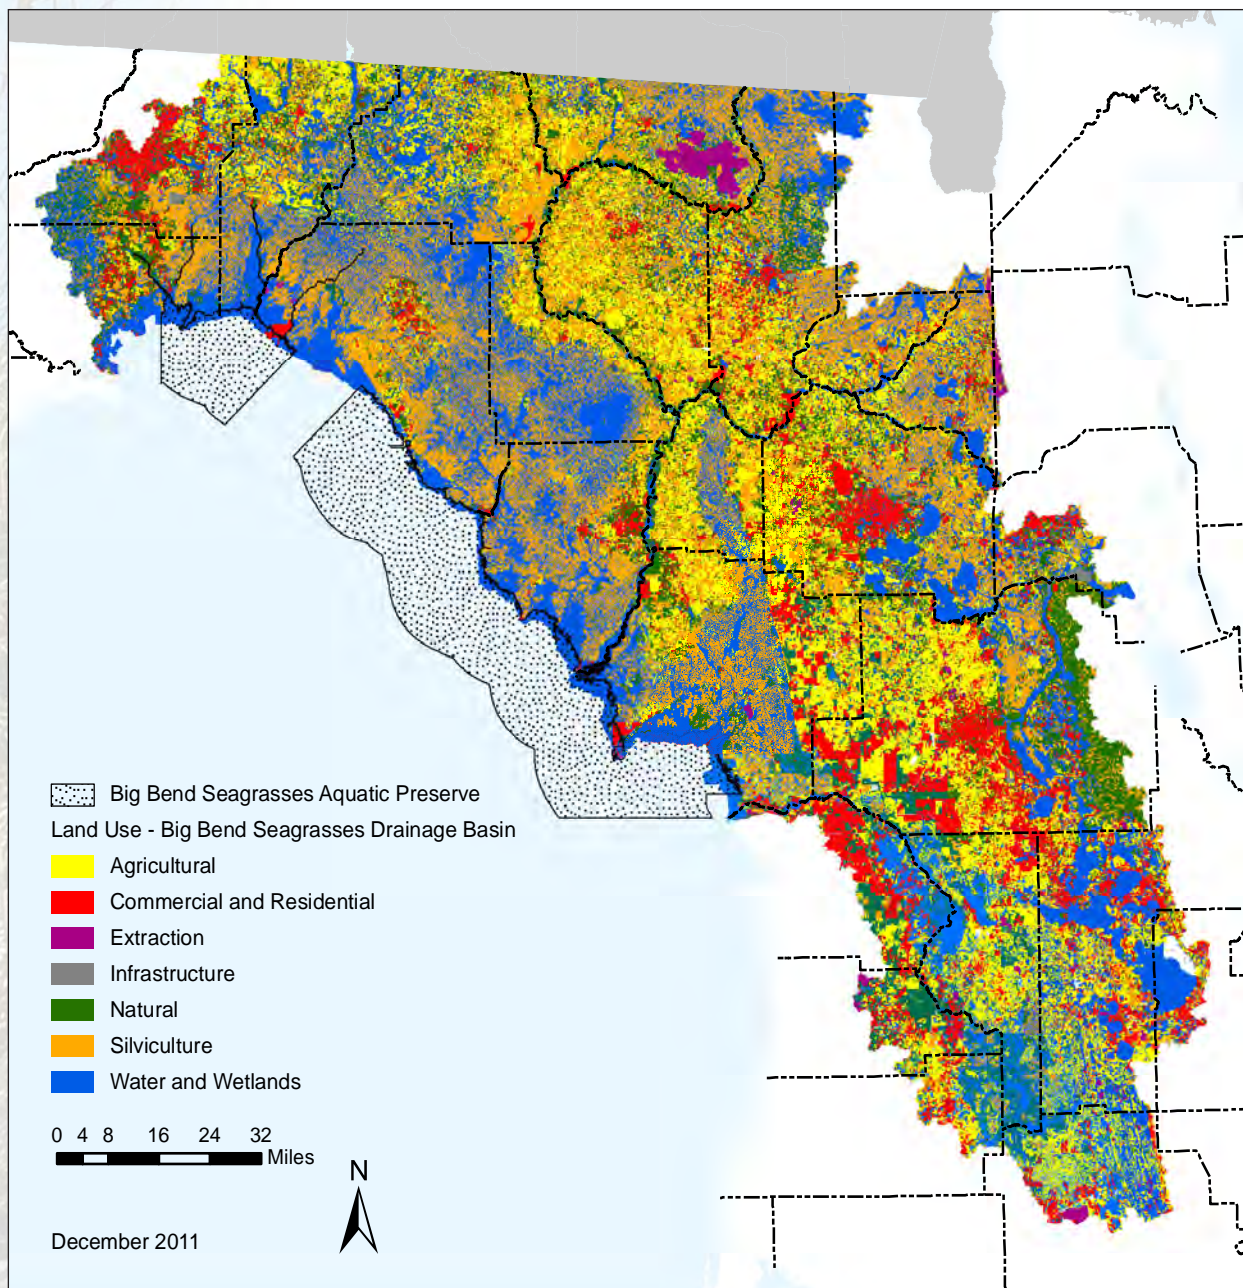 Big Bend Seagrasses Aquatic Preserve
Land Use - Big Bend Seagrasses Drainage Basin
Agricultural
Commercial and Residential
Extraction
Infrastructure
Natural
Silviculture
Water and Wetlands
0 4 8 16 24 32
Miles
N
December 2011